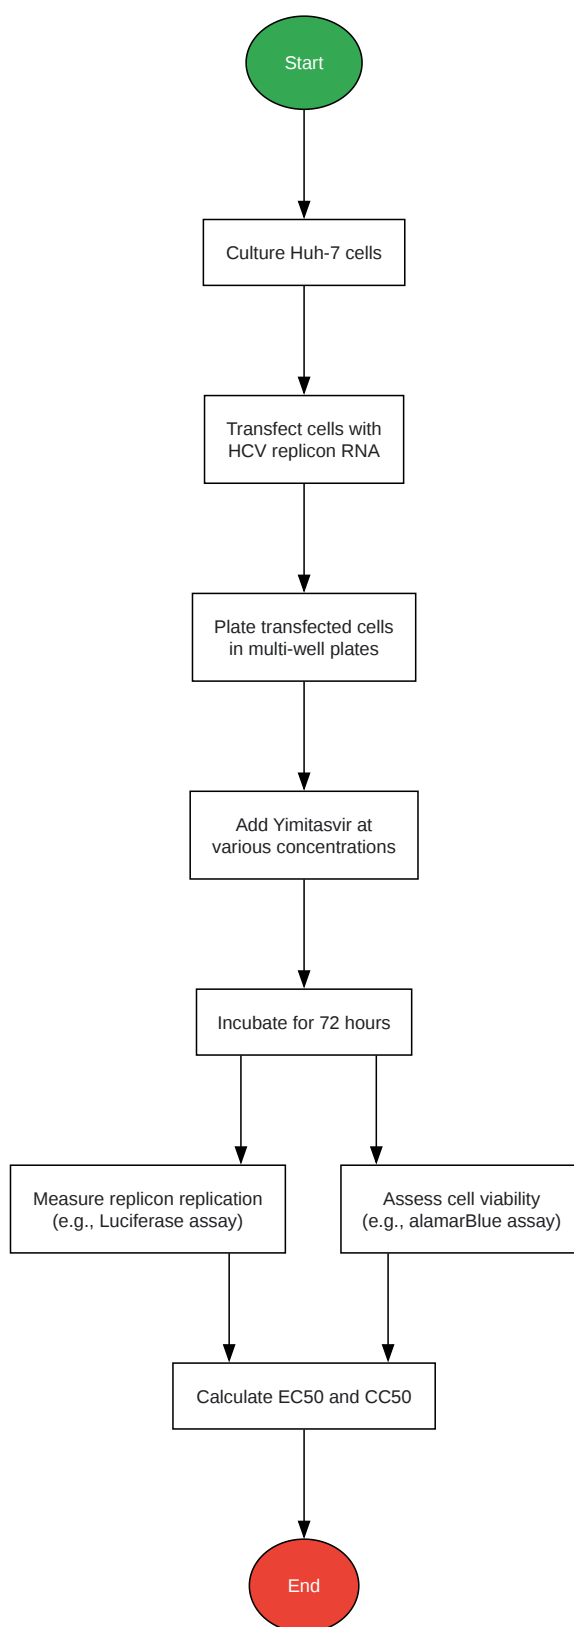 Start
Culture Huh-7 cells
Transfect cells with
HCV replicon RNA
Plate transfected cells
in multi-well plates
Add Yimitasvir at
various concentrations
Incubate for 72 hours
Measure replicon replication
(e.g., Luciferase assay)
Assess cell viability
(e.g., alamarBlue assay)
Calculate EC50 and CC50
End